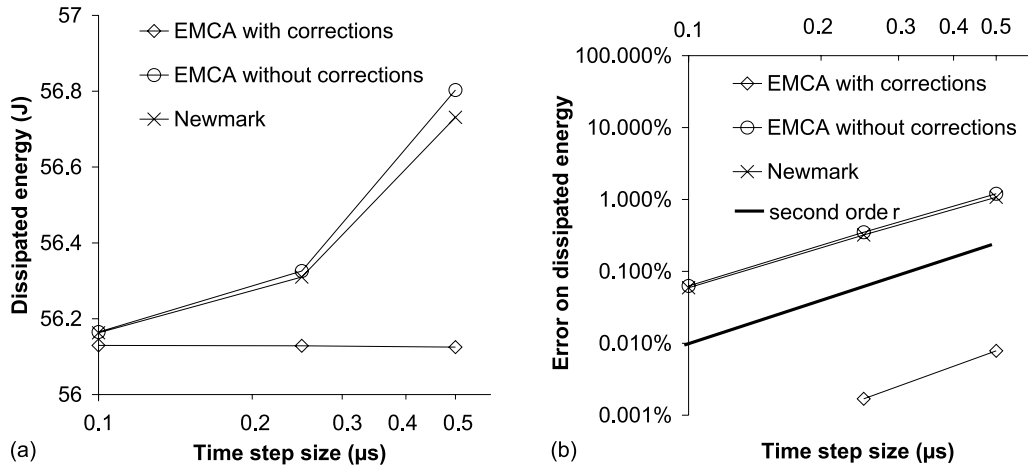 57
56.8
56.6
56.4
56.2
56
Dissipated energy (J)
EMCA with corrections
EMCA without corrections
Newmark
0.1
0.2
0.3
0.4
0.5
Time step size (µs)
(a)
0.1
0.2
0.3
0.4
0.5
100.000%
10.000%
1.000%
0.100%
0.010%
0.001%
Error on dissipated energy
EMCA with corrections
EMCA without corrections
Newmark
second order
Time step size (µs)
(b)